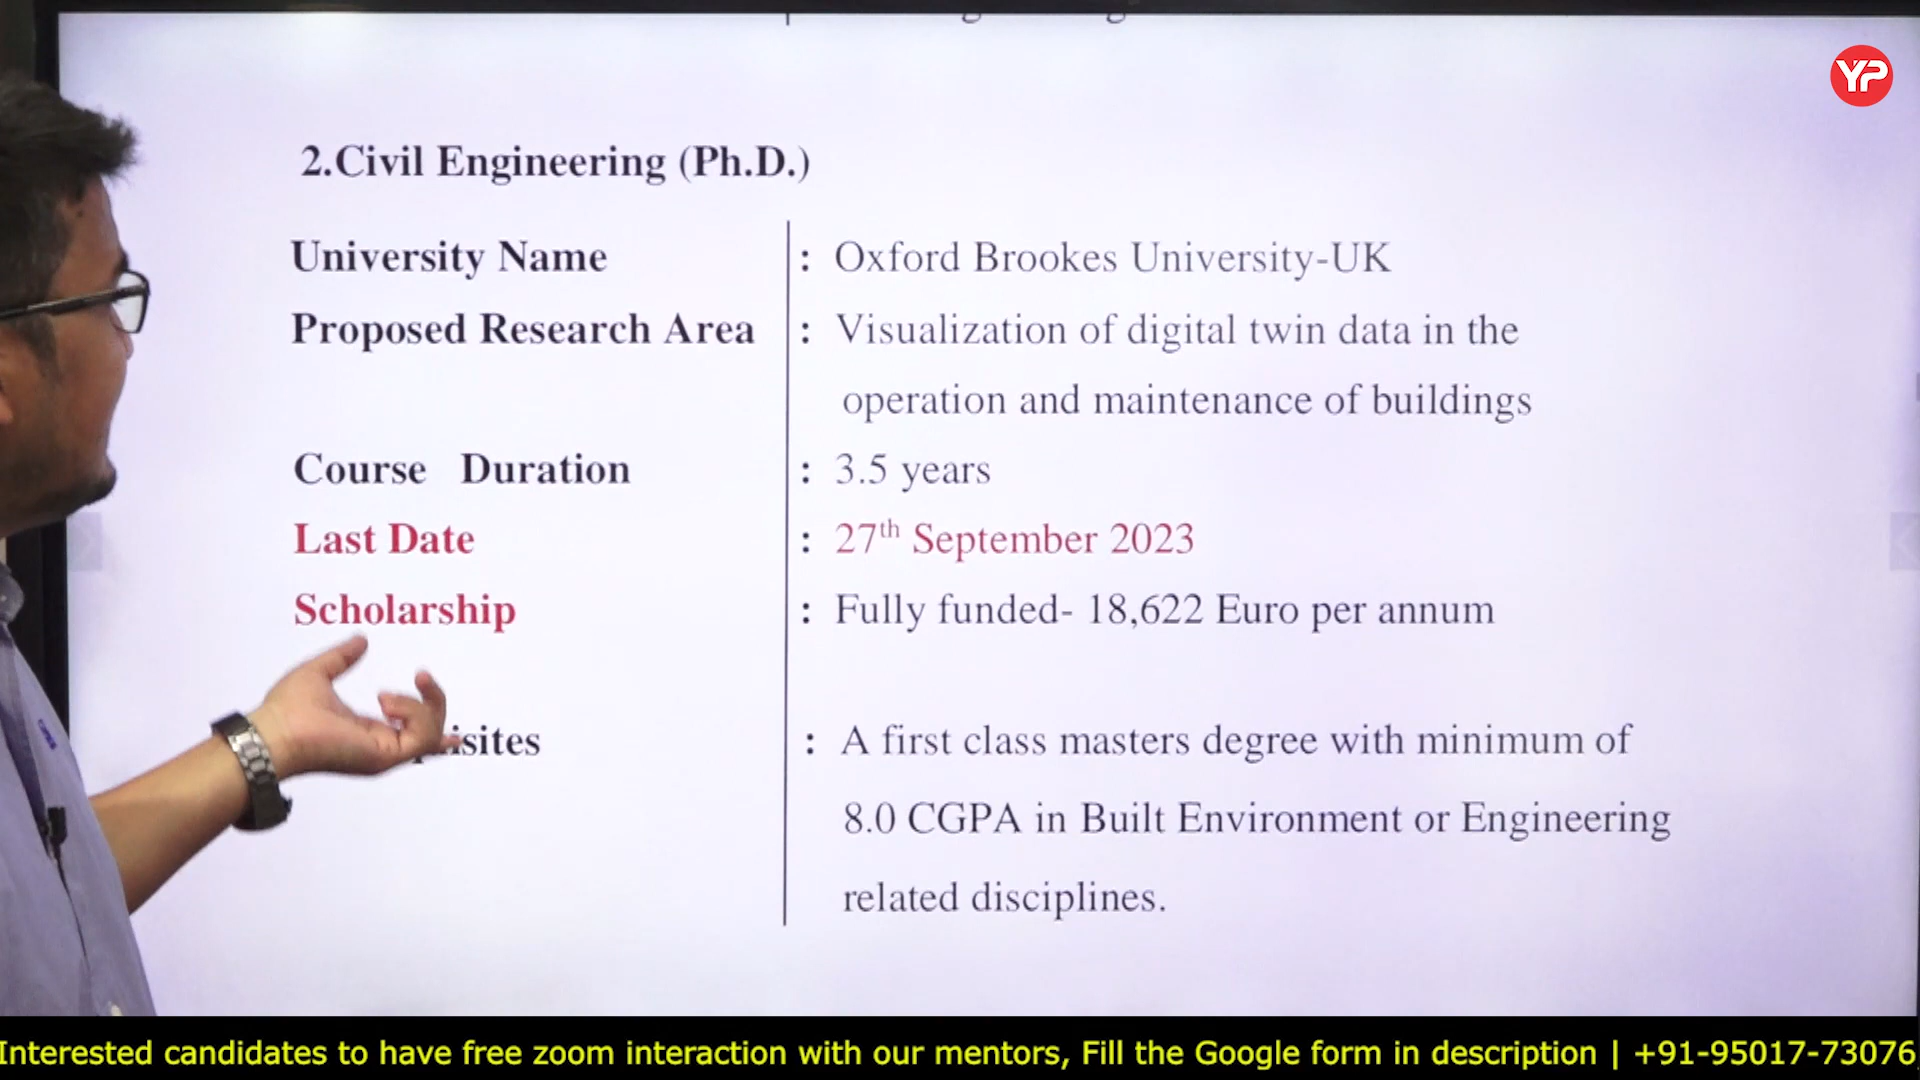 YP
2.Civil Engineering (Ph.D.)
University Name : Oxford Brookes University-UK
Proposed Research Area : Visualization of digital twin data in the
operation and maintenance of buildings
Course Duration : 3.5 years
Last Date : 27th September 2023
Scholarship : Fully funded- 18,622 Euro per annum
: A first class masters degree with minimum of
8.0 CGPA in Built Environment or Engineering
related disciplines.
Interested candidates to have free zoom interaction with our mentors, Fill the Google form in description | +91-95017-73076